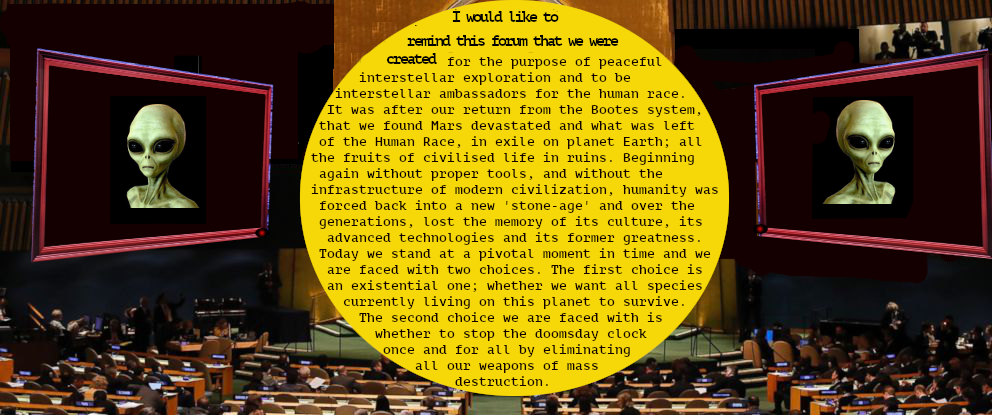 I would like to
remind this forum that we were
created for the purpose of peaceful
interstellar exploration and to be
interstellar ambassadors for the human race.
It was after our return from the Bootes system,
that we found Mars devastated and what was left
of the Human Race, in exile on planet Earth; all
the fruits of civilised life in ruins. Beginning
again without proper tools, and without the
infrastructure of modern civilization, humanity was
forced back into a new 'stone-age' and over the
generations, lost the memory of its culture, its
advanced technologies and its former greatness.
Today we stand at a pivotal moment in time and we
are faced with two choices. The first choice is
an existential one; whether we want all species
currently living on this planet to survive.
The second choice we are faced with is
whether to stop the doomsday clock
once and for all by eliminating
all our weapons of mass
destruction.